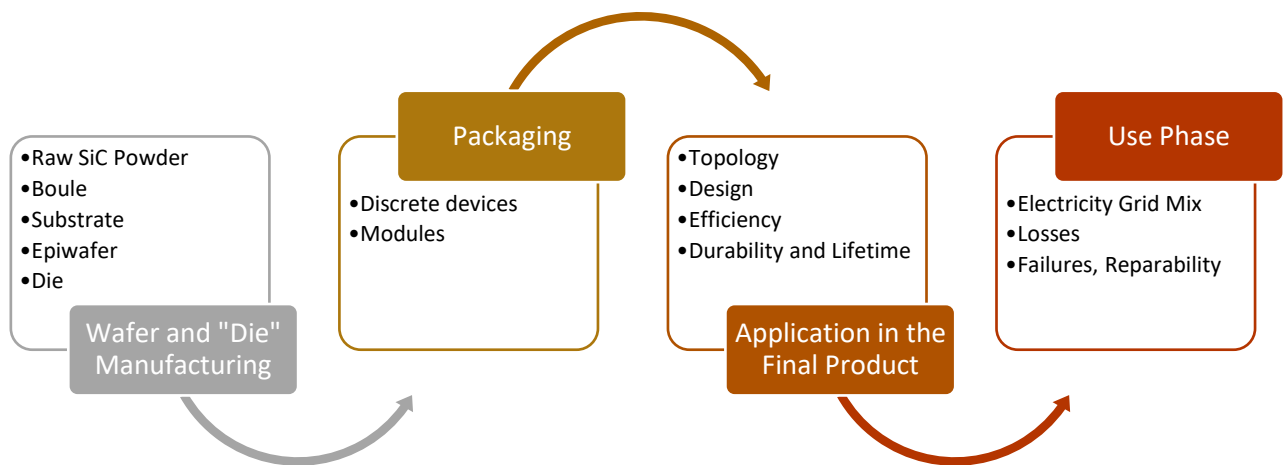 •Raw SiC Powder
•Boule
•Substrate
•Epiwafer
•Die
Wafer and "Die"
Manufacturing
Packaging
•Discrete devices
•Modules
•Topology
•Design
•Efficiency
•Durability and Lifetime
Application in the
Final Product
Use Phase
•Electricity Grid Mix
•Losses
•Failures, Reparability